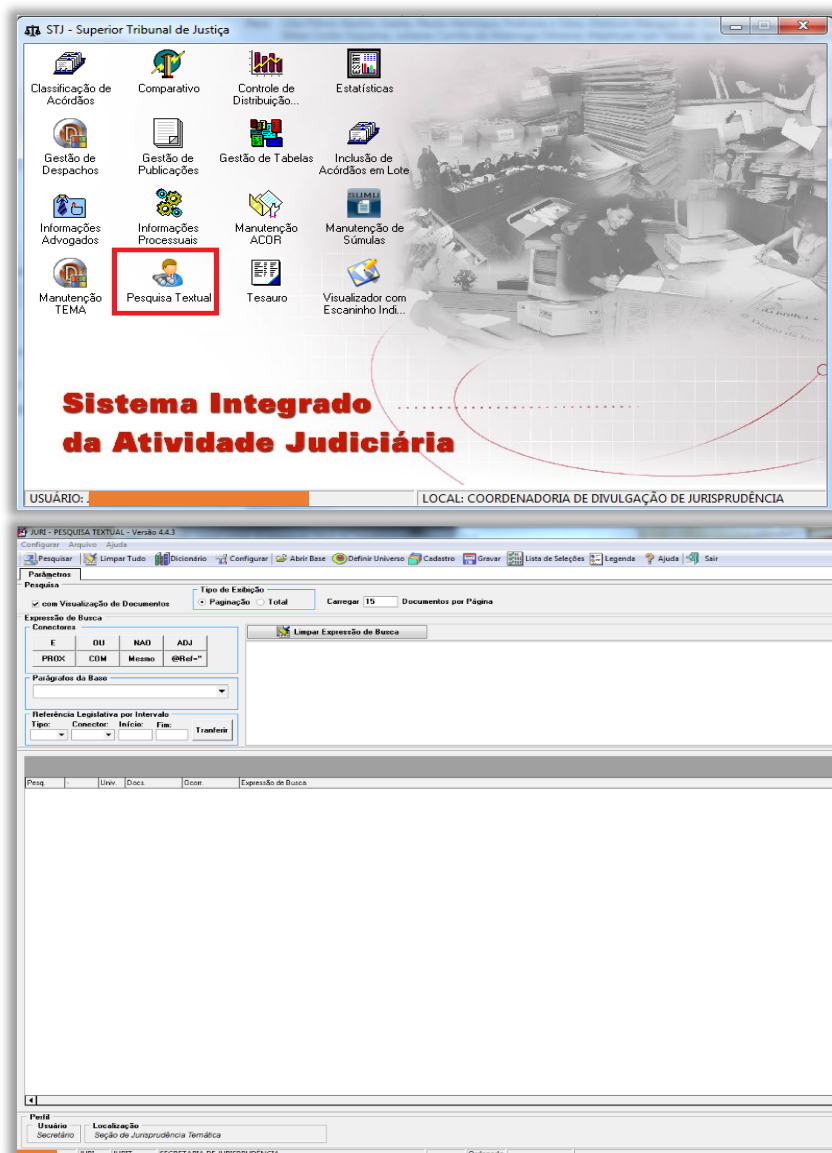 STJ - Superior Tribunal de Justiça
Classificação de Acórdãos
Comparativo
Controle de Distribuição...
Estatísticas
Gestão de Despachos
Gestão de Publicações
Gestão de Tabelas
Inclusão de Acórdãos em Lote
Informações Advogados
Informações Processuais
Manutenção ACOR
SUMU
Manutenção de Súmulas
Manutenção TEMA
Pesquisa Textual
Tesauro
Visualizador com Escaninho Indi...
Sistema Integrado
da Atividade Judiciária
USUÁRIO:
LOCAL: COORDENADORIA DE DIVULGAÇÃO DE JURISPRUDÊNCIA
JURI - PESQUISA TEXTUAL - Versão 4.4.3
Configurar Arquivo Ajuda
Pesquisar Limpar Tudo Dicionário Configurar Abrir Base Definir Universo Cadastro Gravar Lista de Seleções Legenda Ajuda Sair
Parâmetros
Pesquisa
com Visualização de Documentos
Tipo de Exibição
Paginação Total
Carregar 15 Documentos por Página
Expressão de Busca
Conectores
E OU NAO ADJ
PROX COM Mesmo @Ref="
Limpar Expressão de Busca
Parágrafos da Base
Referência Legislativa por Intervalo
Tipo: Conector: Início: Fim:
Tranferir
Pesq. - Univ. Docs. Ocorr. Expressão de Busca
Perfil
Usuário Localização
Secretário Seção de Jurisprudência Temática
SECRETARIA DE JURISPRUDÊNCIA